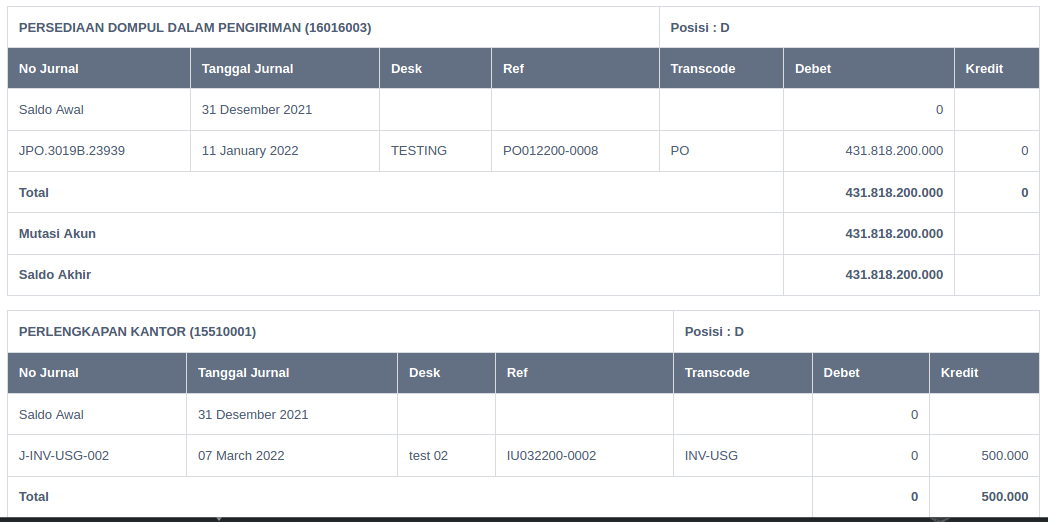 PERSEDIAAN DOMPUL DALAM PENGIRIMAN (16016003) Posisi : D
No Jurnal Tanggal Jurnal Desk Ref Transcode Debet Kredit
Saldo Awal 31 Desember 2021 0
JPO.3019B.23939 11 January 2022 TESTING PO012200-0008 PO 431.818.200.000 0
Total 431.818.200.000 0
Mutasi Akun 431.818.200.000
Saldo Akhir 431.818.200.000
PERLENGKAPAN KANTOR (15510001) Posisi : D
No Jurnal Tanggal Jurnal Desk Ref Transcode Debet Kredit
Saldo Awal 31 Desember 2021 0
J-INV-USG-002 07 March 2022 test 02 IU032200-0002 INV-USG 0 500.000
Total 0 500.000